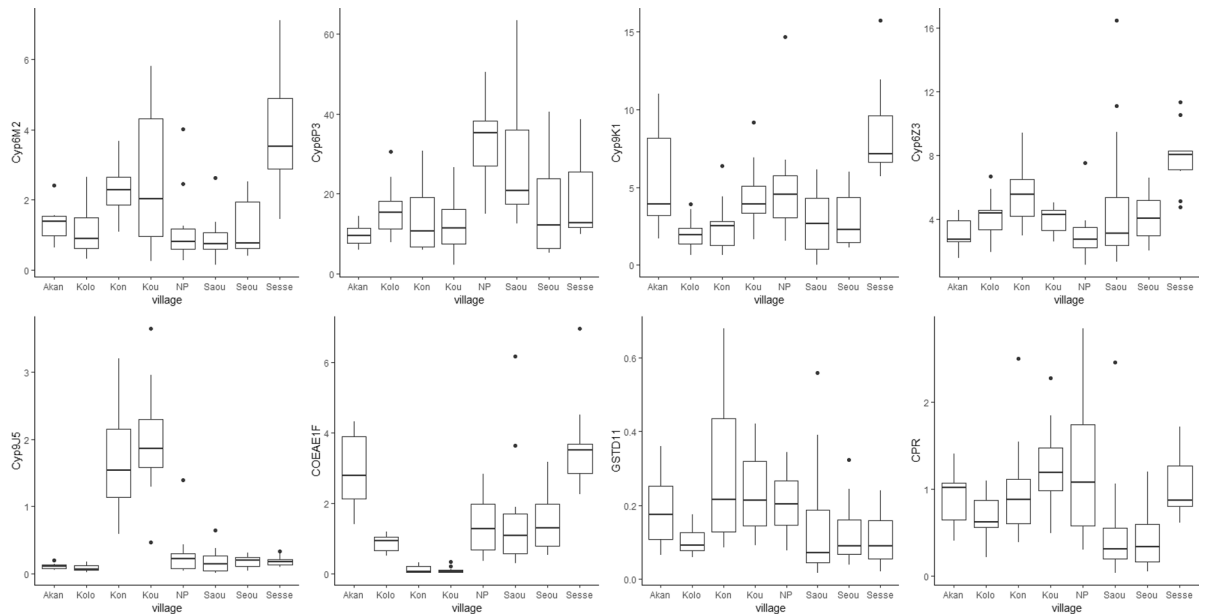 Cyp6M2
6
4
2
0
Akan Kolo Kon Kou NP Saou Seou Sesse
village
Cyp6P3
60
40
20
0
Akan Kolo Kon Kou NP Saou Seou Sesse
village
Cyp9K1
15
10
5
0
Akan Kolo Kon Kou NP Saou Seou Sesse
village
Cyp6Z3
16
12
8
4
Akan Kolo Kon Kou NP Saou Seou Sesse
village
Cyp9J5
3
2
1
0
Akan Kolo Kon Kou NP Saou Seou Sesse
village
COEAE1F
6
4
2
0
Akan Kolo Kon Kou NP Saou Seou Sesse
village
GSTD11
0.6
0.4
0.2
0.0
Akan Kolo Kon Kou NP Saou Seou Sesse
village
CPR
2
1
0
Akan Kolo Kon Kou NP Saou Seou Sesse
village